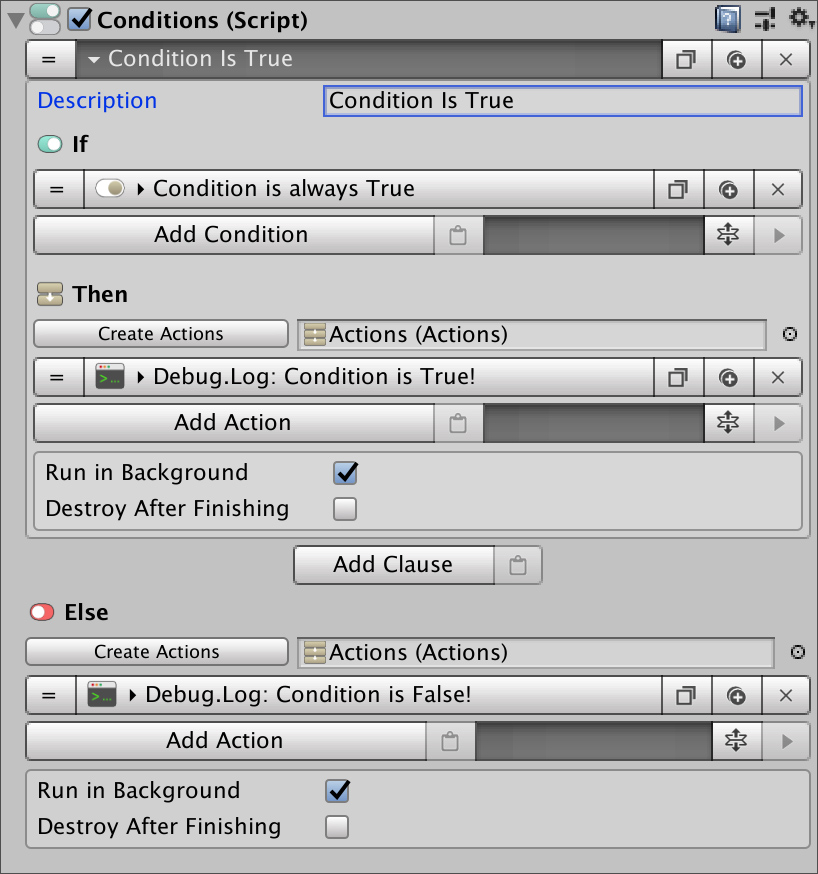 Conditions (Script)
= Condition Is True
Description Condition Is True
If
= Condition is always True
Add Condition
Then
Create Actions Actions (Actions)
= >... Debug.Log: Condition is True!
Add Action
Run in Background
Destroy After Finishing
Add Clause
Else
Create Actions Actions (Actions)
= >... Debug.Log: Condition is False!
Add Action
Run in Background
Destroy After Finishing